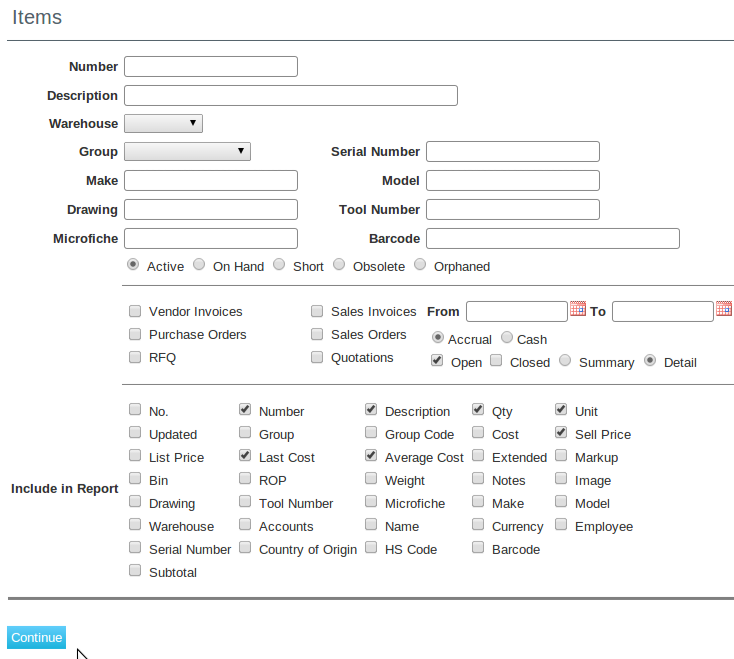 Items
Number
Description
Warehouse
Group Serial Number
Make Model
Drawing Tool Number
Microfiche Barcode
Active On Hand Short Obsolete Orphaned
Vendor Invoices Sales Invoices From To
Purchase Orders Sales Orders Accrual Cash
RFQ Quotations Open Closed Summary Detail
No. Number Description Qty Unit
Updated Group Group Code Cost Sell Price
List Price Last Cost Average Cost Extended Markup
Bin ROP Weight Notes Image
Include in Report
Drawing Tool Number Microfiche Make Model
Warehouse Accounts Name Currency Employee
Serial Number Country of Origin HS Code Barcode
Subtotal
Continue